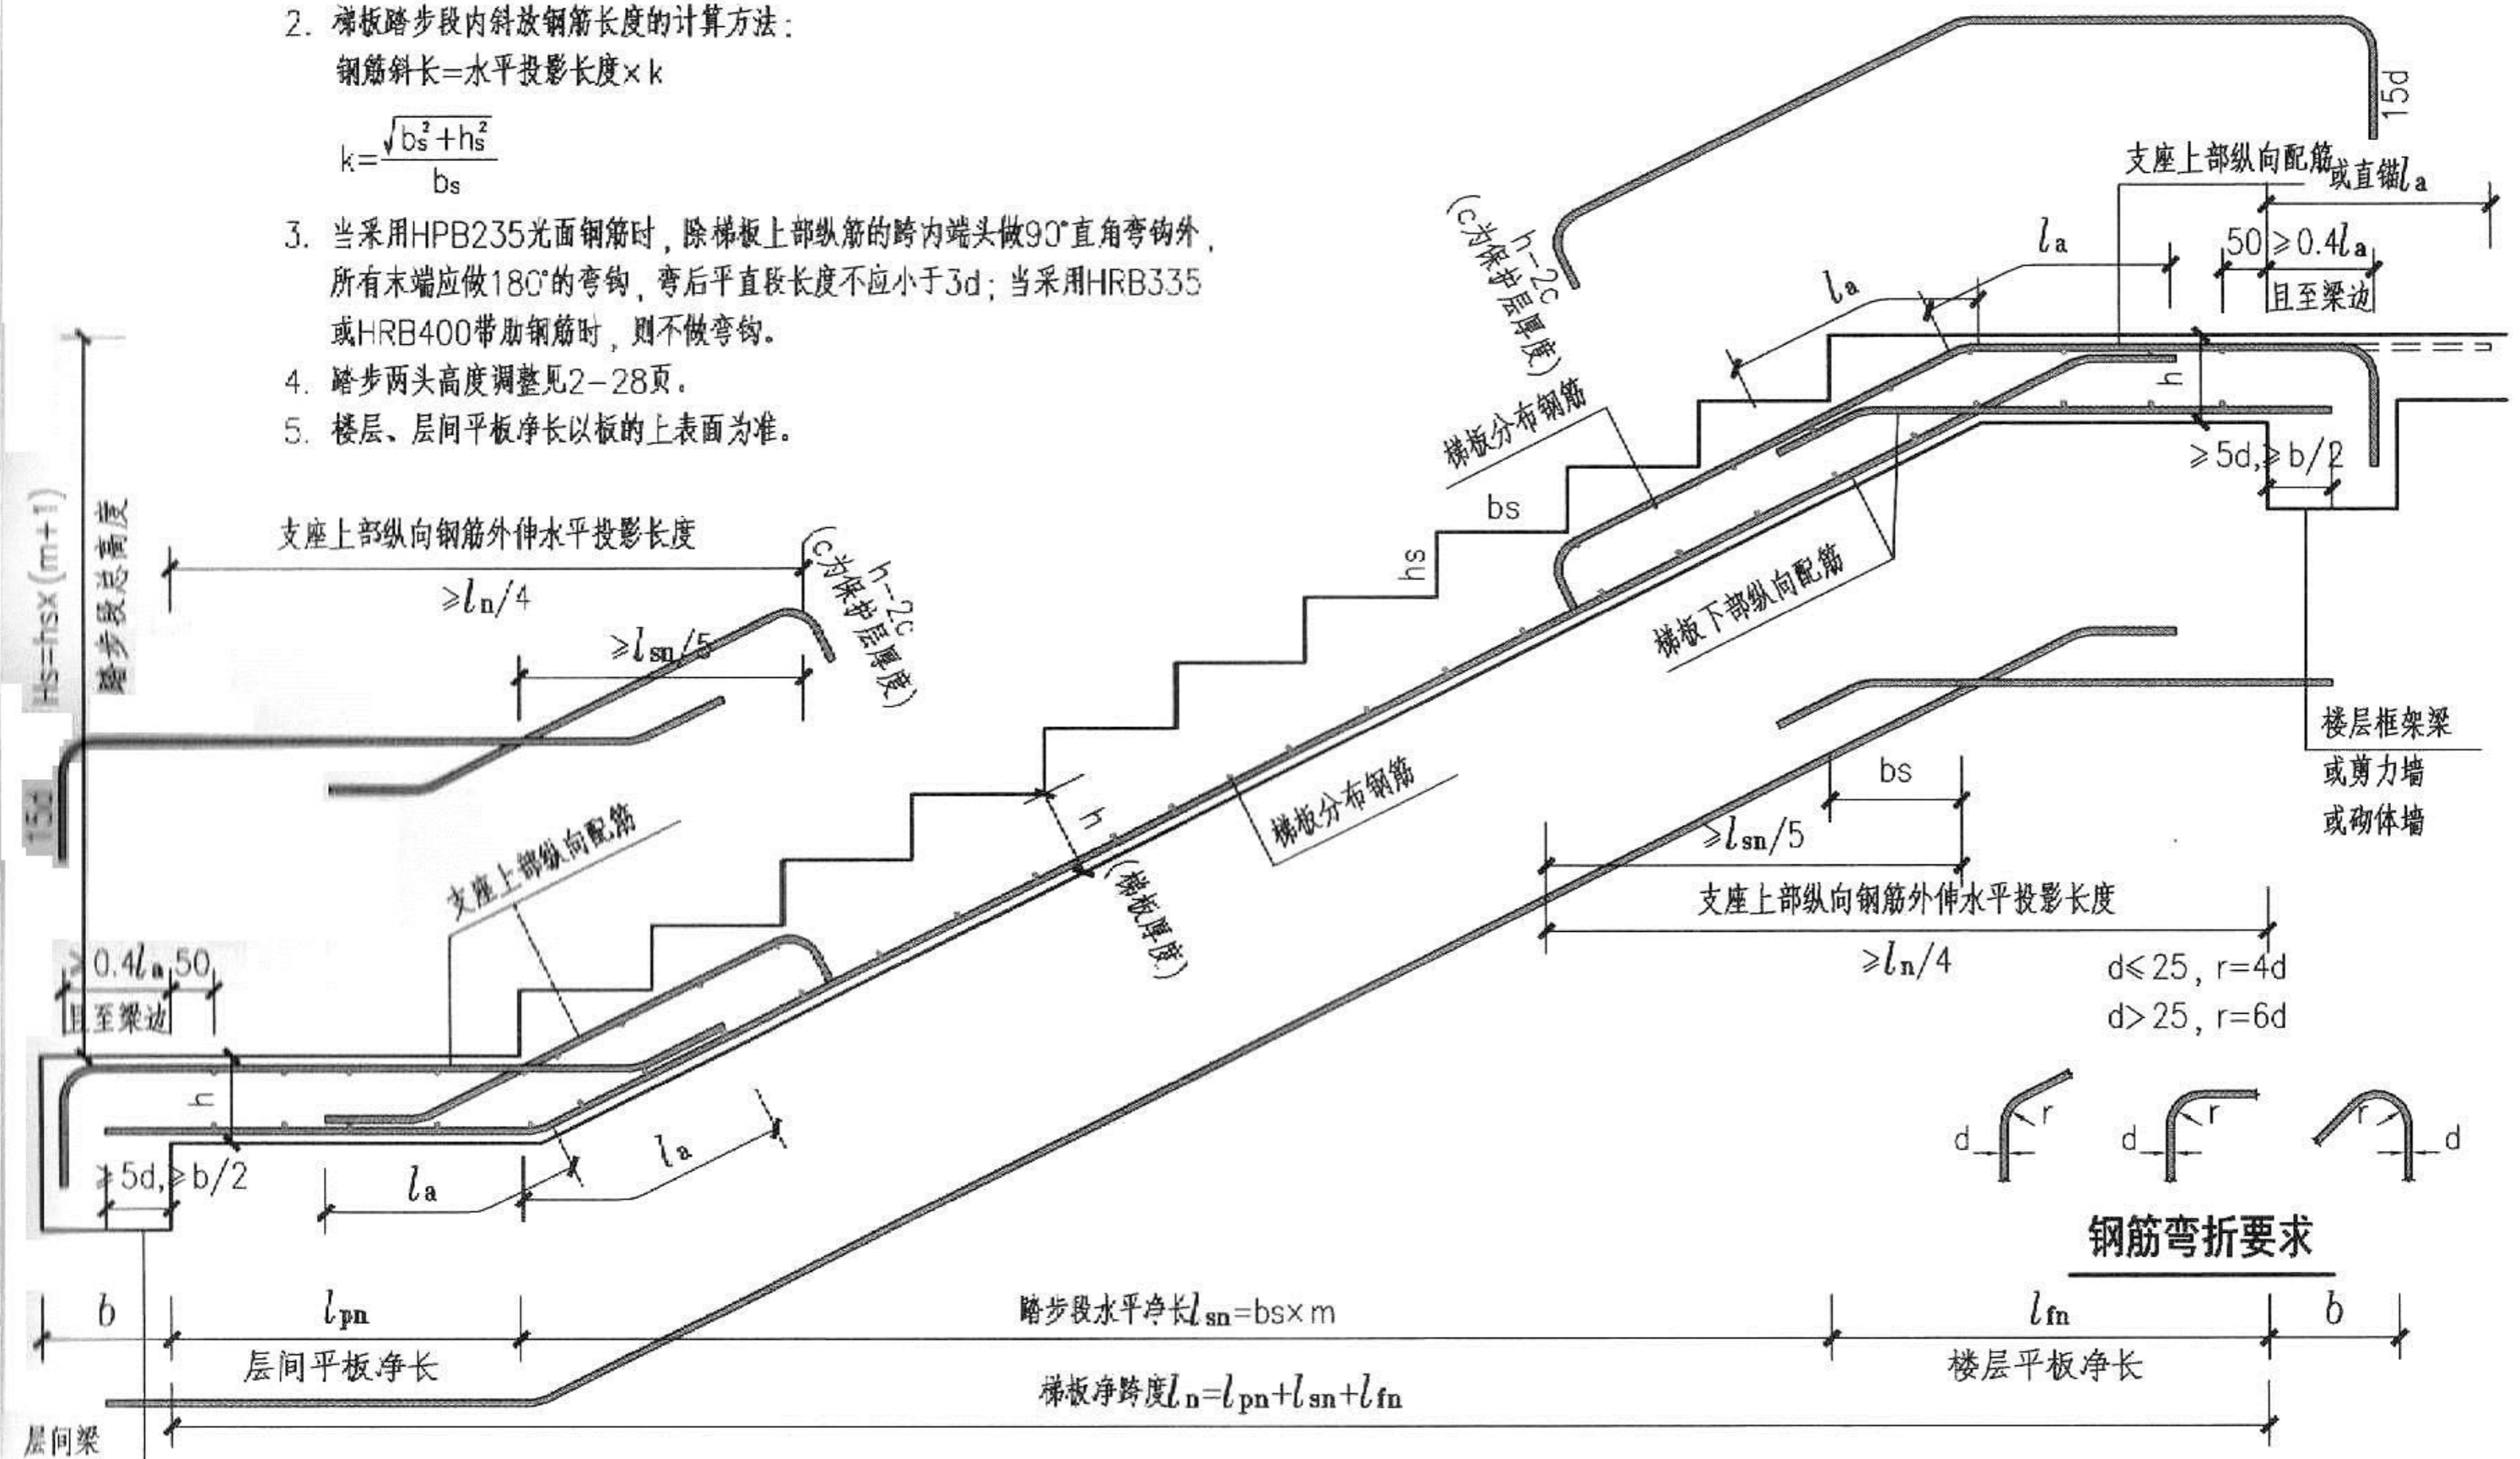 2. 梯板踏步段内斜放钢筋长度的计算方法:
钢筋斜长=水平投影长度×k
k=√(bs²+hs²)/bs
3. 当采用HPB235光面钢筋时, 除梯板上部纵筋的跨内端头做90°直角弯钩外,
所有末端应做180°的弯钩, 弯后平直段长度不应小于3d; 当采用HRB335
或HRB400带肋钢筋时, 则不做弯钩。
4. 踏步两头高度调整见2-28页。
5. 楼层、层间平板净长以板的上表面为准。
15d
支座上部纵向配筋
或直锚la
la
50
≥0.4la
且至梁边
la
h-2c
(c为保护层厚度)
h
梯板分布钢筋
≥5d,≥b/2
bs
hs
梯板下部纵向配筋
Hs=hs×(m+1)
踏步段总高度
支座上部纵向钢筋外伸水平投影长度
≥ln/4
≥lsn/5
h-2c
(c为保护层厚度)
15d
支座上部纵向配筋
h
(梯板厚度)
梯板分布钢筋
楼层框架梁
或剪力墙
或砌体墙
bs
≥lsn/5
支座上部纵向钢筋外伸水平投影长度
≥ln/4
≥0.4la
50
且至梁边
h
≥5d,≥b/2
la
la
d≤25, r=4d
d>25, r=6d
d r
d r
r d
钢筋弯折要求
b
lpn
踏步段水平净长lsn=bs×m
lfn
b
层间平板净长
楼层平板净长
梯板净跨度ln=lpn+lsn+lfn
层间梁